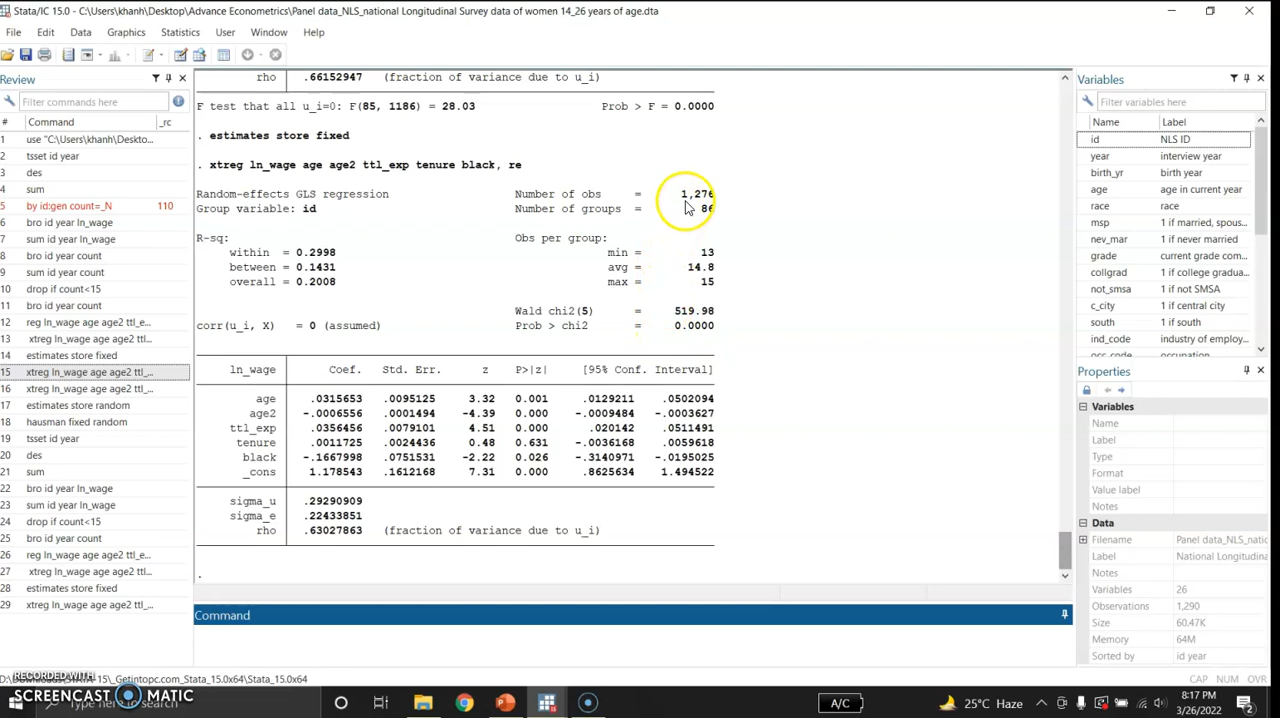 Stata/IC 15.0 - C:\Users\khanh\Desktop\Advance Econometrics\Panel data_NLS_national Longitudinal Survey data of women 14_26 years of age.dta
File Edit Data Graphics Statistics User Window Help
Review
Filter commands here
# Command _rc
1 use "C:\Users\khanh\Deskto...
2 tsset id year
3 des
4 sum
5 by id:gen count=_N 110
6 bro id year ln_wage
7 sum id year ln_wage
8 bro id year count
9 sum id year count
10 drop if count<15
11 bro id year count
12 reg ln_wage age age2 ttl_e...
13 xtreg ln_wage age age2 ttl...
14 estimates store fixed
15 xtreg ln_wage age age2 ttl_...
16 xtreg ln_wage age age2 ttl_...
17 estimates store random
18 hausman fixed random
19 tsset id year
20 des
21 sum
22 bro id year ln_wage
23 sum id year ln_wage
24 drop if count<15
25 bro id year count
26 reg ln_wage age age2 ttl_e...
27 xtreg ln_wage age age2 ttl...
28 estimates store fixed
29 xtreg ln_wage age age2 ttl_...
rho .66152947 (fraction of variance due to u_i)
F test that all u_i=0: F(85, 1186) = 28.03 Prob > F = 0.0000
. estimates store fixed
. xtreg ln_wage age age2 ttl_exp tenure black, re
Random-effects GLS regression Number of obs = 1,276
Group variable: id Number of groups = 86
R-sq: Obs per group:
within = 0.2998 min = 13
between = 0.1431 avg = 14.8
overall = 0.2008 max = 15
Wald chi2(5) = 519.98
corr(u_i, X) = 0 (assumed) Prob > chi2 = 0.0000
ln_wage Coef. Std. Err. z P>|z| [95% Conf. Interval]
age .0315653 .0095125 3.32 0.001 .0129211 .0502094
age2 -.0006556 .0001494 -4.39 0.000 -.0009484 -.0003627
ttl_exp .0356456 .0079101 4.51 0.000 .020142 .0511491
tenure .0011725 .0024436 0.48 0.631 -.0036168 .0059618
black -.1667998 .0751531 -2.22 0.026 -.3140971 -.0195025
_cons 1.178543 .1612168 7.31 0.000 .8625634 1.494522
sigma_u .29290909
sigma_e .22433851
rho .63027863 (fraction of variance due to u_i)
.
Command
Variables
Filter variables here
Name Label
id NLS ID
year interview year
birth_yr birth year
age age in current year
race race
msp 1 if married, spous...
nev_mar 1 if never married
grade current grade com...
collgrad 1 if college gradua...
not_smsa 1 if not SMSA
c_city 1 if central city
south 1 if south
ind_code industry of employ...
occ_code occupation
Properties
Variables
Name
Label
Type
Format
Value label
Notes
Data
Filename Panel data_NLS_natio
Label National Longitudina
Notes
Variables 26
Observations 1,290
Size 60.47K
Memory 64M
Sorted by id year
D:\Downloads\STATA 15_Getintopc.com_Stata_15.0x64\Stata_15.0x64
CAP NUM OVR
RECORDED WITH
SCREENCAST MATIC
Type here to search
A/C
25°C Haze
8:17 PM
3/26/2022
2